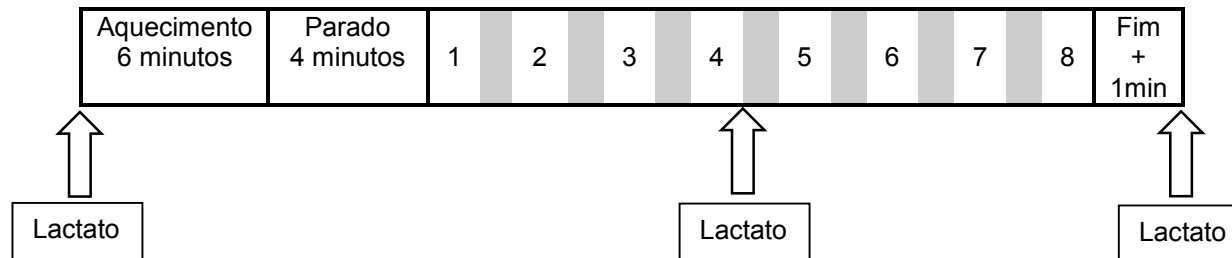 Aquecimento
6 minutos
Parado
4 minutos
1
2
3
4
5
6
7
8
Fim
+
1min
Lactato
Lactato
Lactato